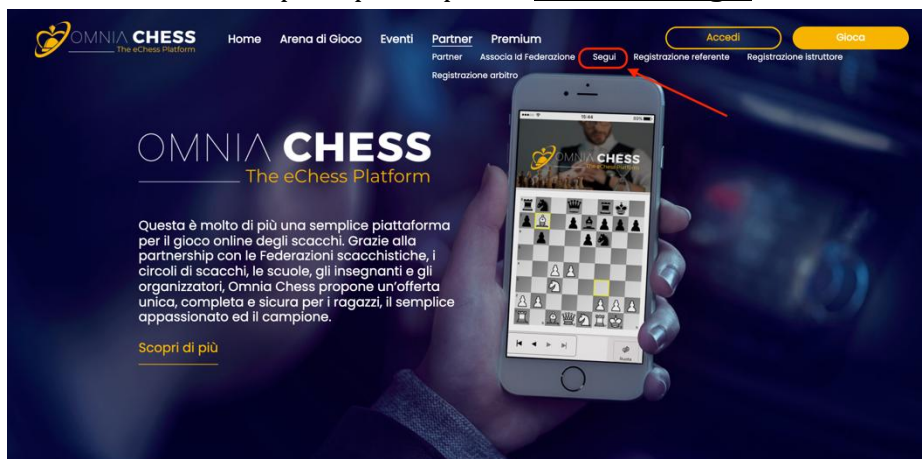 OMNIA CHESS
The eChess Platform
Home Arena di Gioco Eventi Partner Premium
Accedi Gioca
Partner Associa Id Federazione Segui Registrazione referente Registrazione istruttore
Registrazione arbitro
OMNIA CHESS
The eChess Platform
Questa è molto di più una semplice piattaforma
per il gioco online degli scacchi. Grazie alla
partnership con le Federazioni scacchistiche, i
circoli di scacchi, le scuole, gli insegnanti e gli
organizzatori, Omnia Chess propone un'offerta
unica, completa e sicura per i ragazzi, il semplice
appassionato ed il campione.
Scopri di più
OMNIA CHESS
The eChess Platform